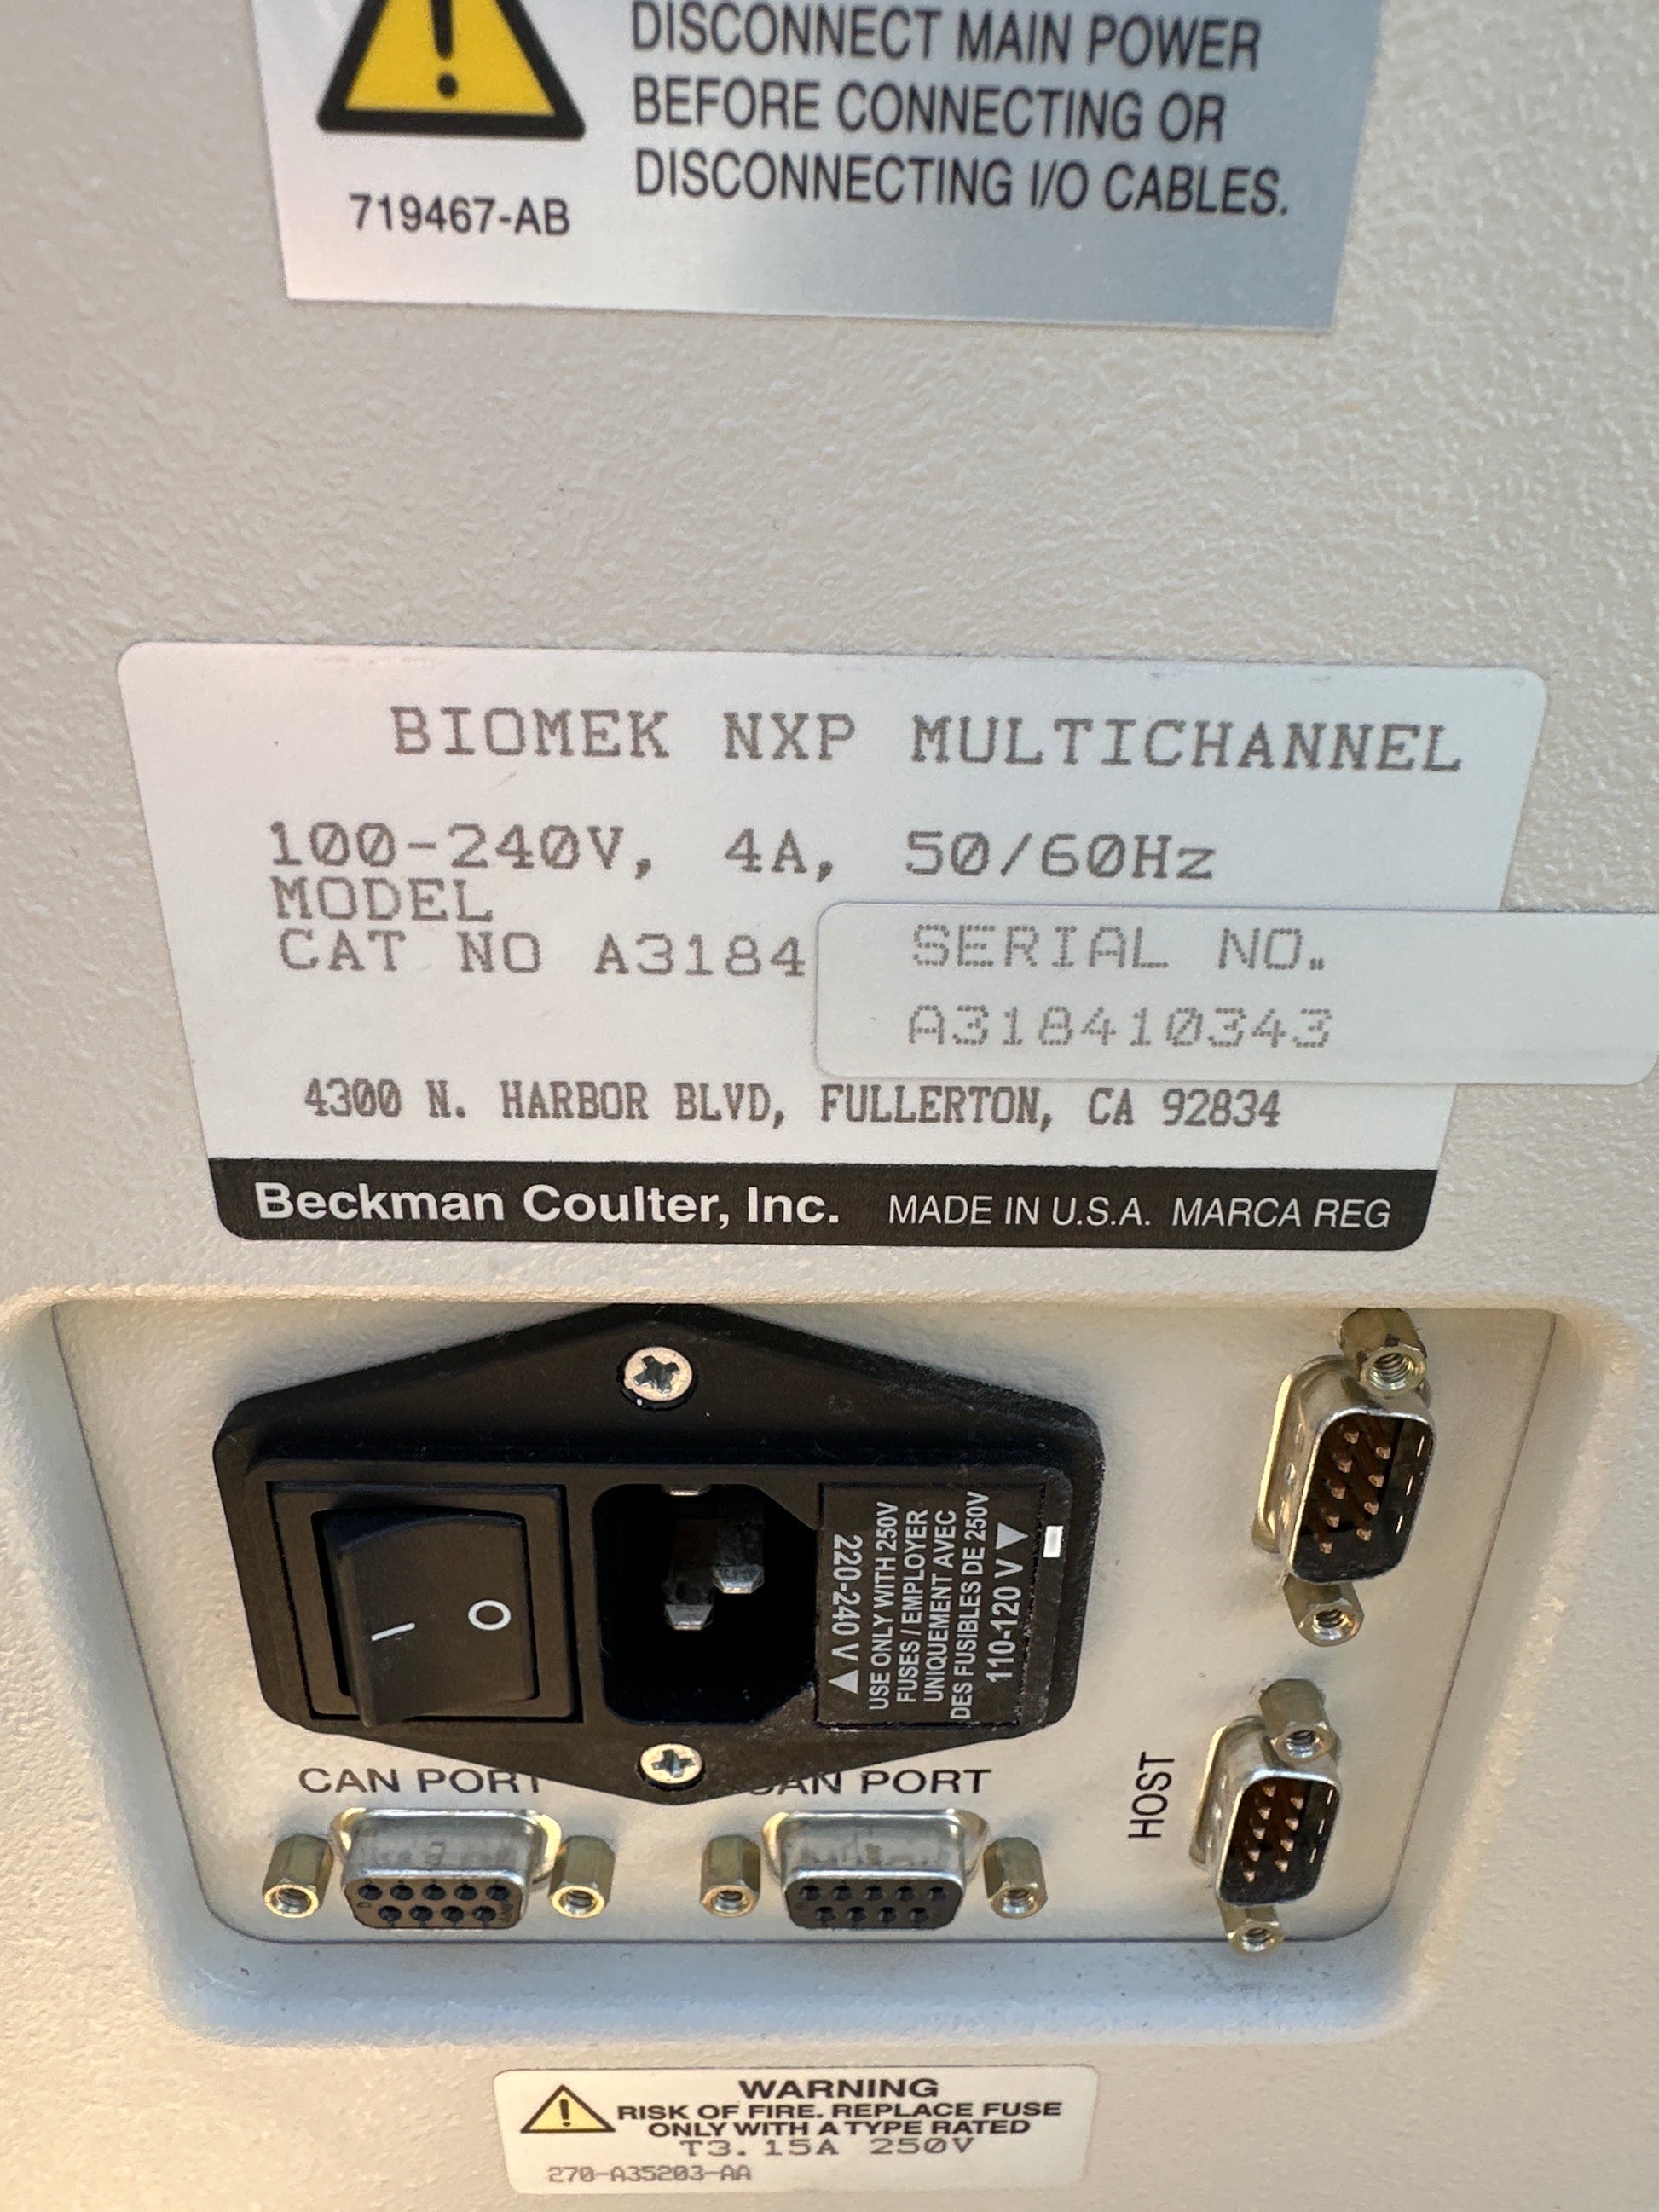 DISCONNECT MAIN POWER
BEFORE CONNECTING OR
DISCONNECTING I/O CABLES.
719467-AB
BIOMEK NXP MULTICHANNEL
100-240V, 4A, 50/60Hz
MODEL
CAT NO A3184
SERIAL NO.
A318410343
4300 N. HARBOR BLVD, FULLERTON, CA 92834
Beckman Coulter, Inc. MADE IN U.S.A. MARCA REG
I O
220-240 V ▲
USE ONLY WITH 250V
FUSES / EMPLOYER
UNIQUEMENT AVEC
DES FUSIBLES DE 250V
110-120 V ▼
CAN PORT
CAN PORT
HOST
WARNING
RISK OF FIRE. REPLACE FUSE
ONLY WITH A TYPE RATED
T3.15A 250V
270-A35203-AA